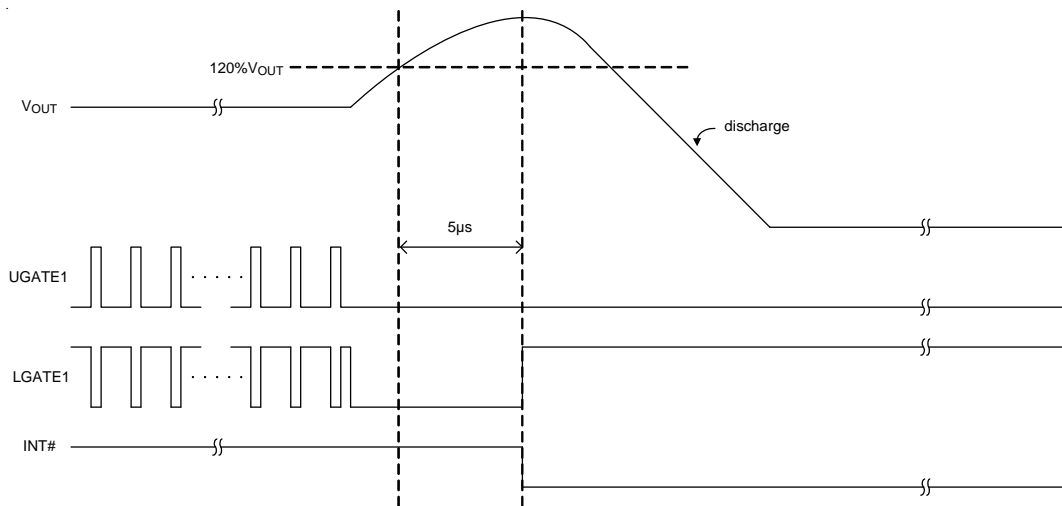 120%VOUT
VOUT
discharge
5µs
UGATE1
LGATE1
INT#